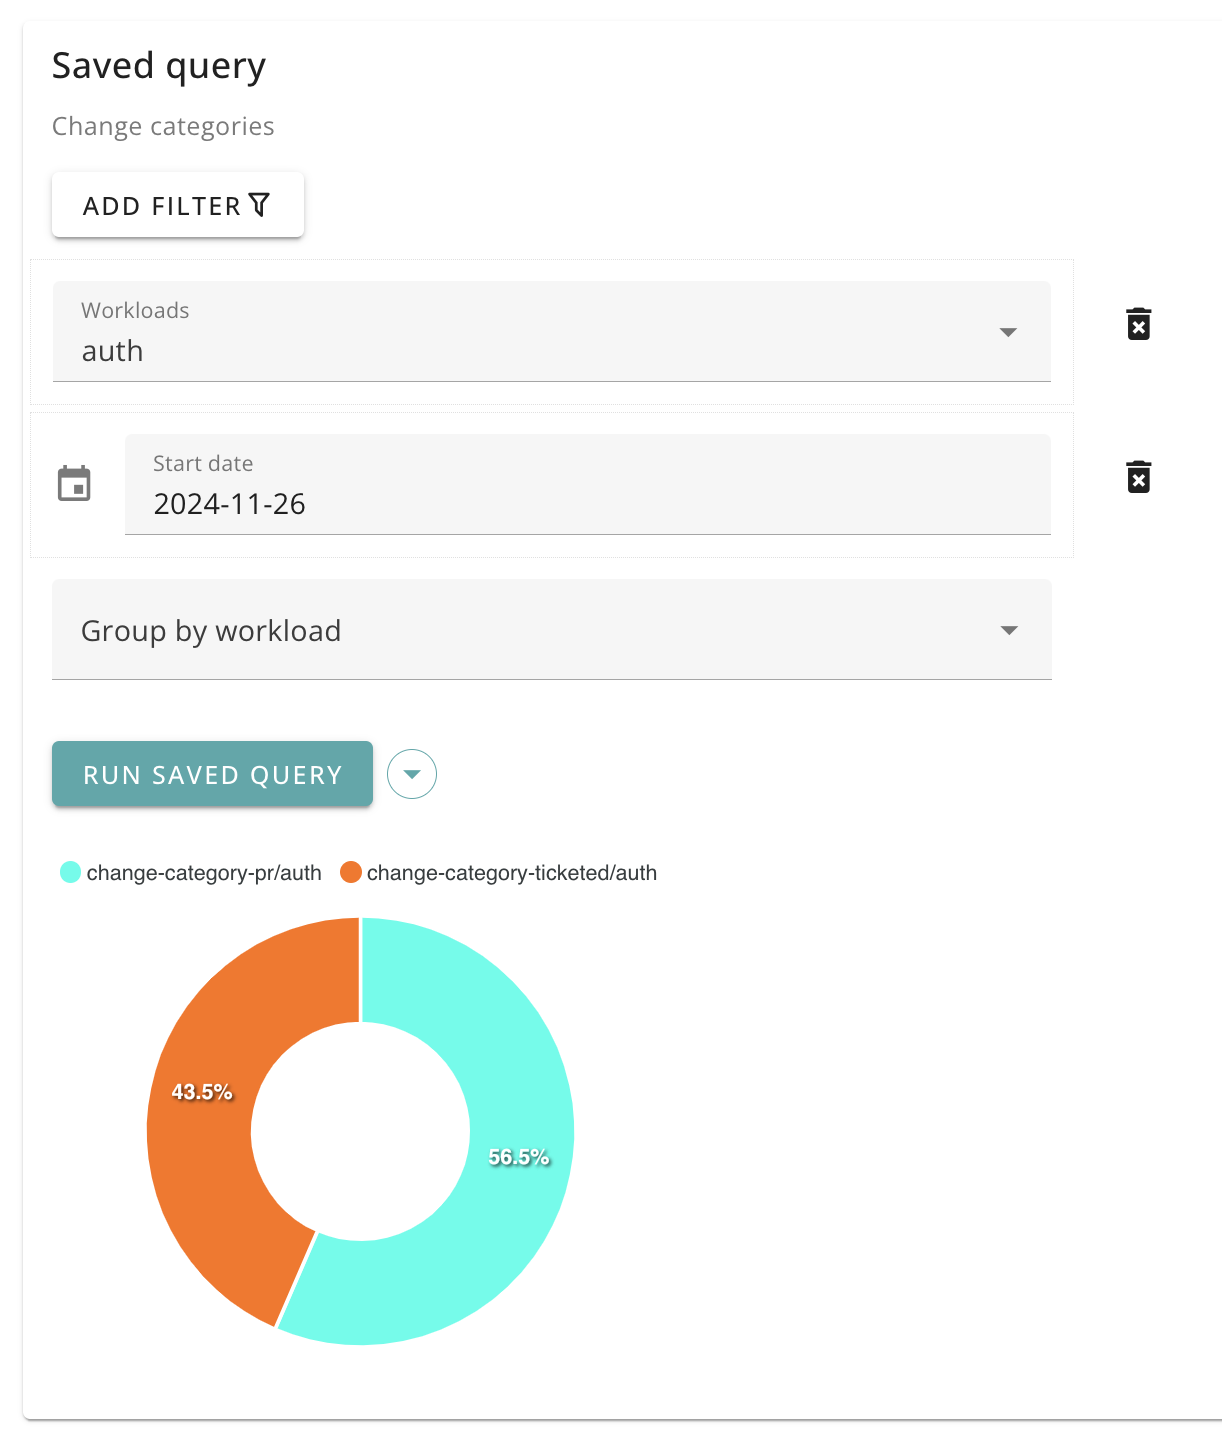 Saved query
Change categories
ADD FILTER
Workloads
auth
Start date
2024-11-26
Group by workload
RUN SAVED QUERY
change-category-pr/auth change-category-ticketed/auth
43.5%
56.5%